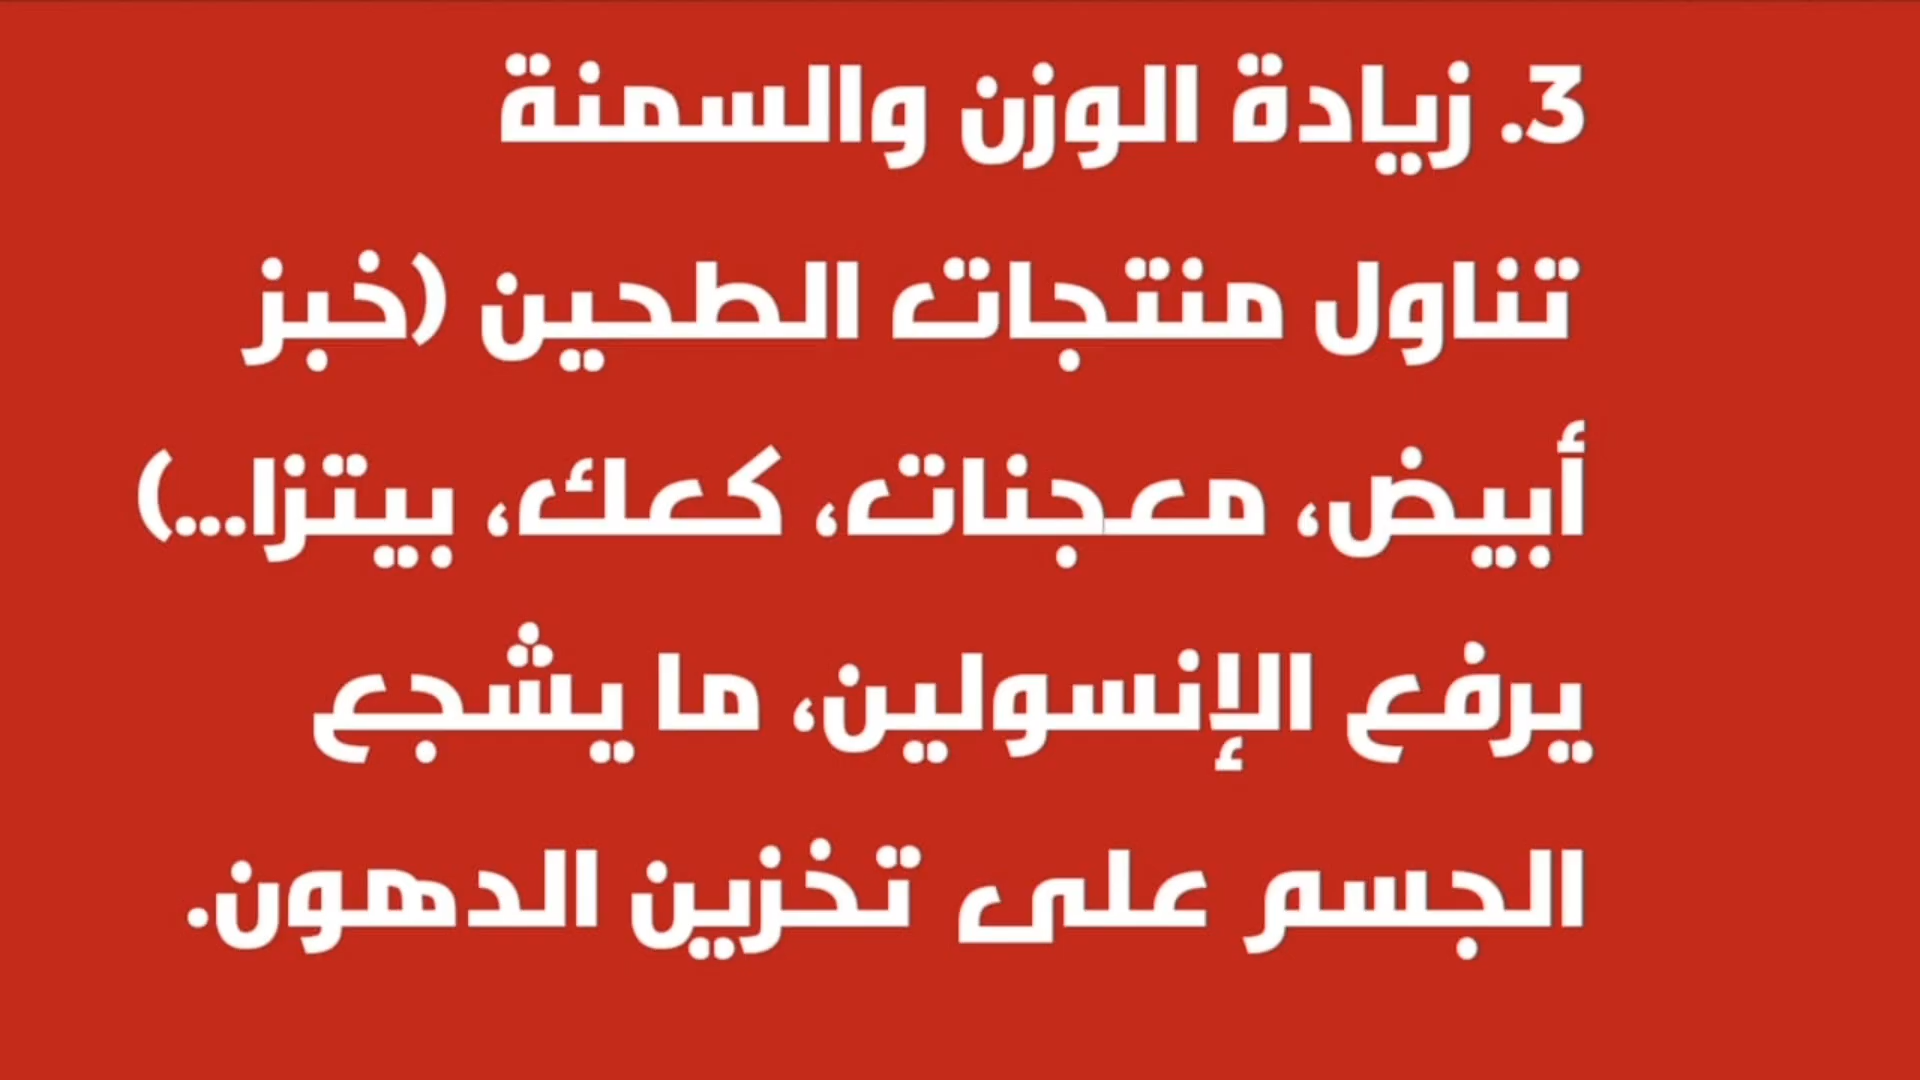 3. زيادة الوزن والسمنة
تناول منتجات الطحين (خبز
أبيض، معجنات، كعك، بيتزا...)
يرفع الإنسولين، ما يشجع
الجسم على تخزين الدهون.